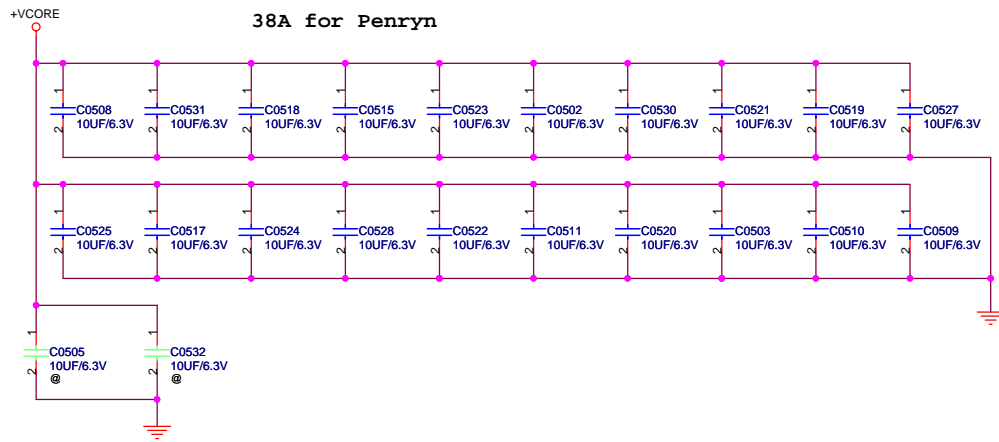 +VCORE
38A for Penryn
1 1 1 1 1 1 1 1 1 1
C0508 C0531 C0518 C0515 C0523 C0502 C0530 C0521 C0519 C0527
10UF/6.3V 10UF/6.3V 10UF/6.3V 10UF/6.3V 10UF/6.3V 10UF/6.3V 10UF/6.3V 10UF/6.3V 10UF/6.3V 10UF/6.3V
2 2 2 2 2 2 2 2 2 2
1 1 1 1 1 1 1 1 1 1
C0525 C0517 C0524 C0528 C0522 C0511 C0520 C0503 C0510 C0509
10UF/6.3V 10UF/6.3V 10UF/6.3V 10UF/6.3V 10UF/6.3V 10UF/6.3V 10UF/6.3V 10UF/6.3V 10UF/6.3V 10UF/6.3V
2 2 2 2 2 2 2 2 2 2
1 1
C0505 C0532
10UF/6.3V 10UF/6.3V
2 2
@ @